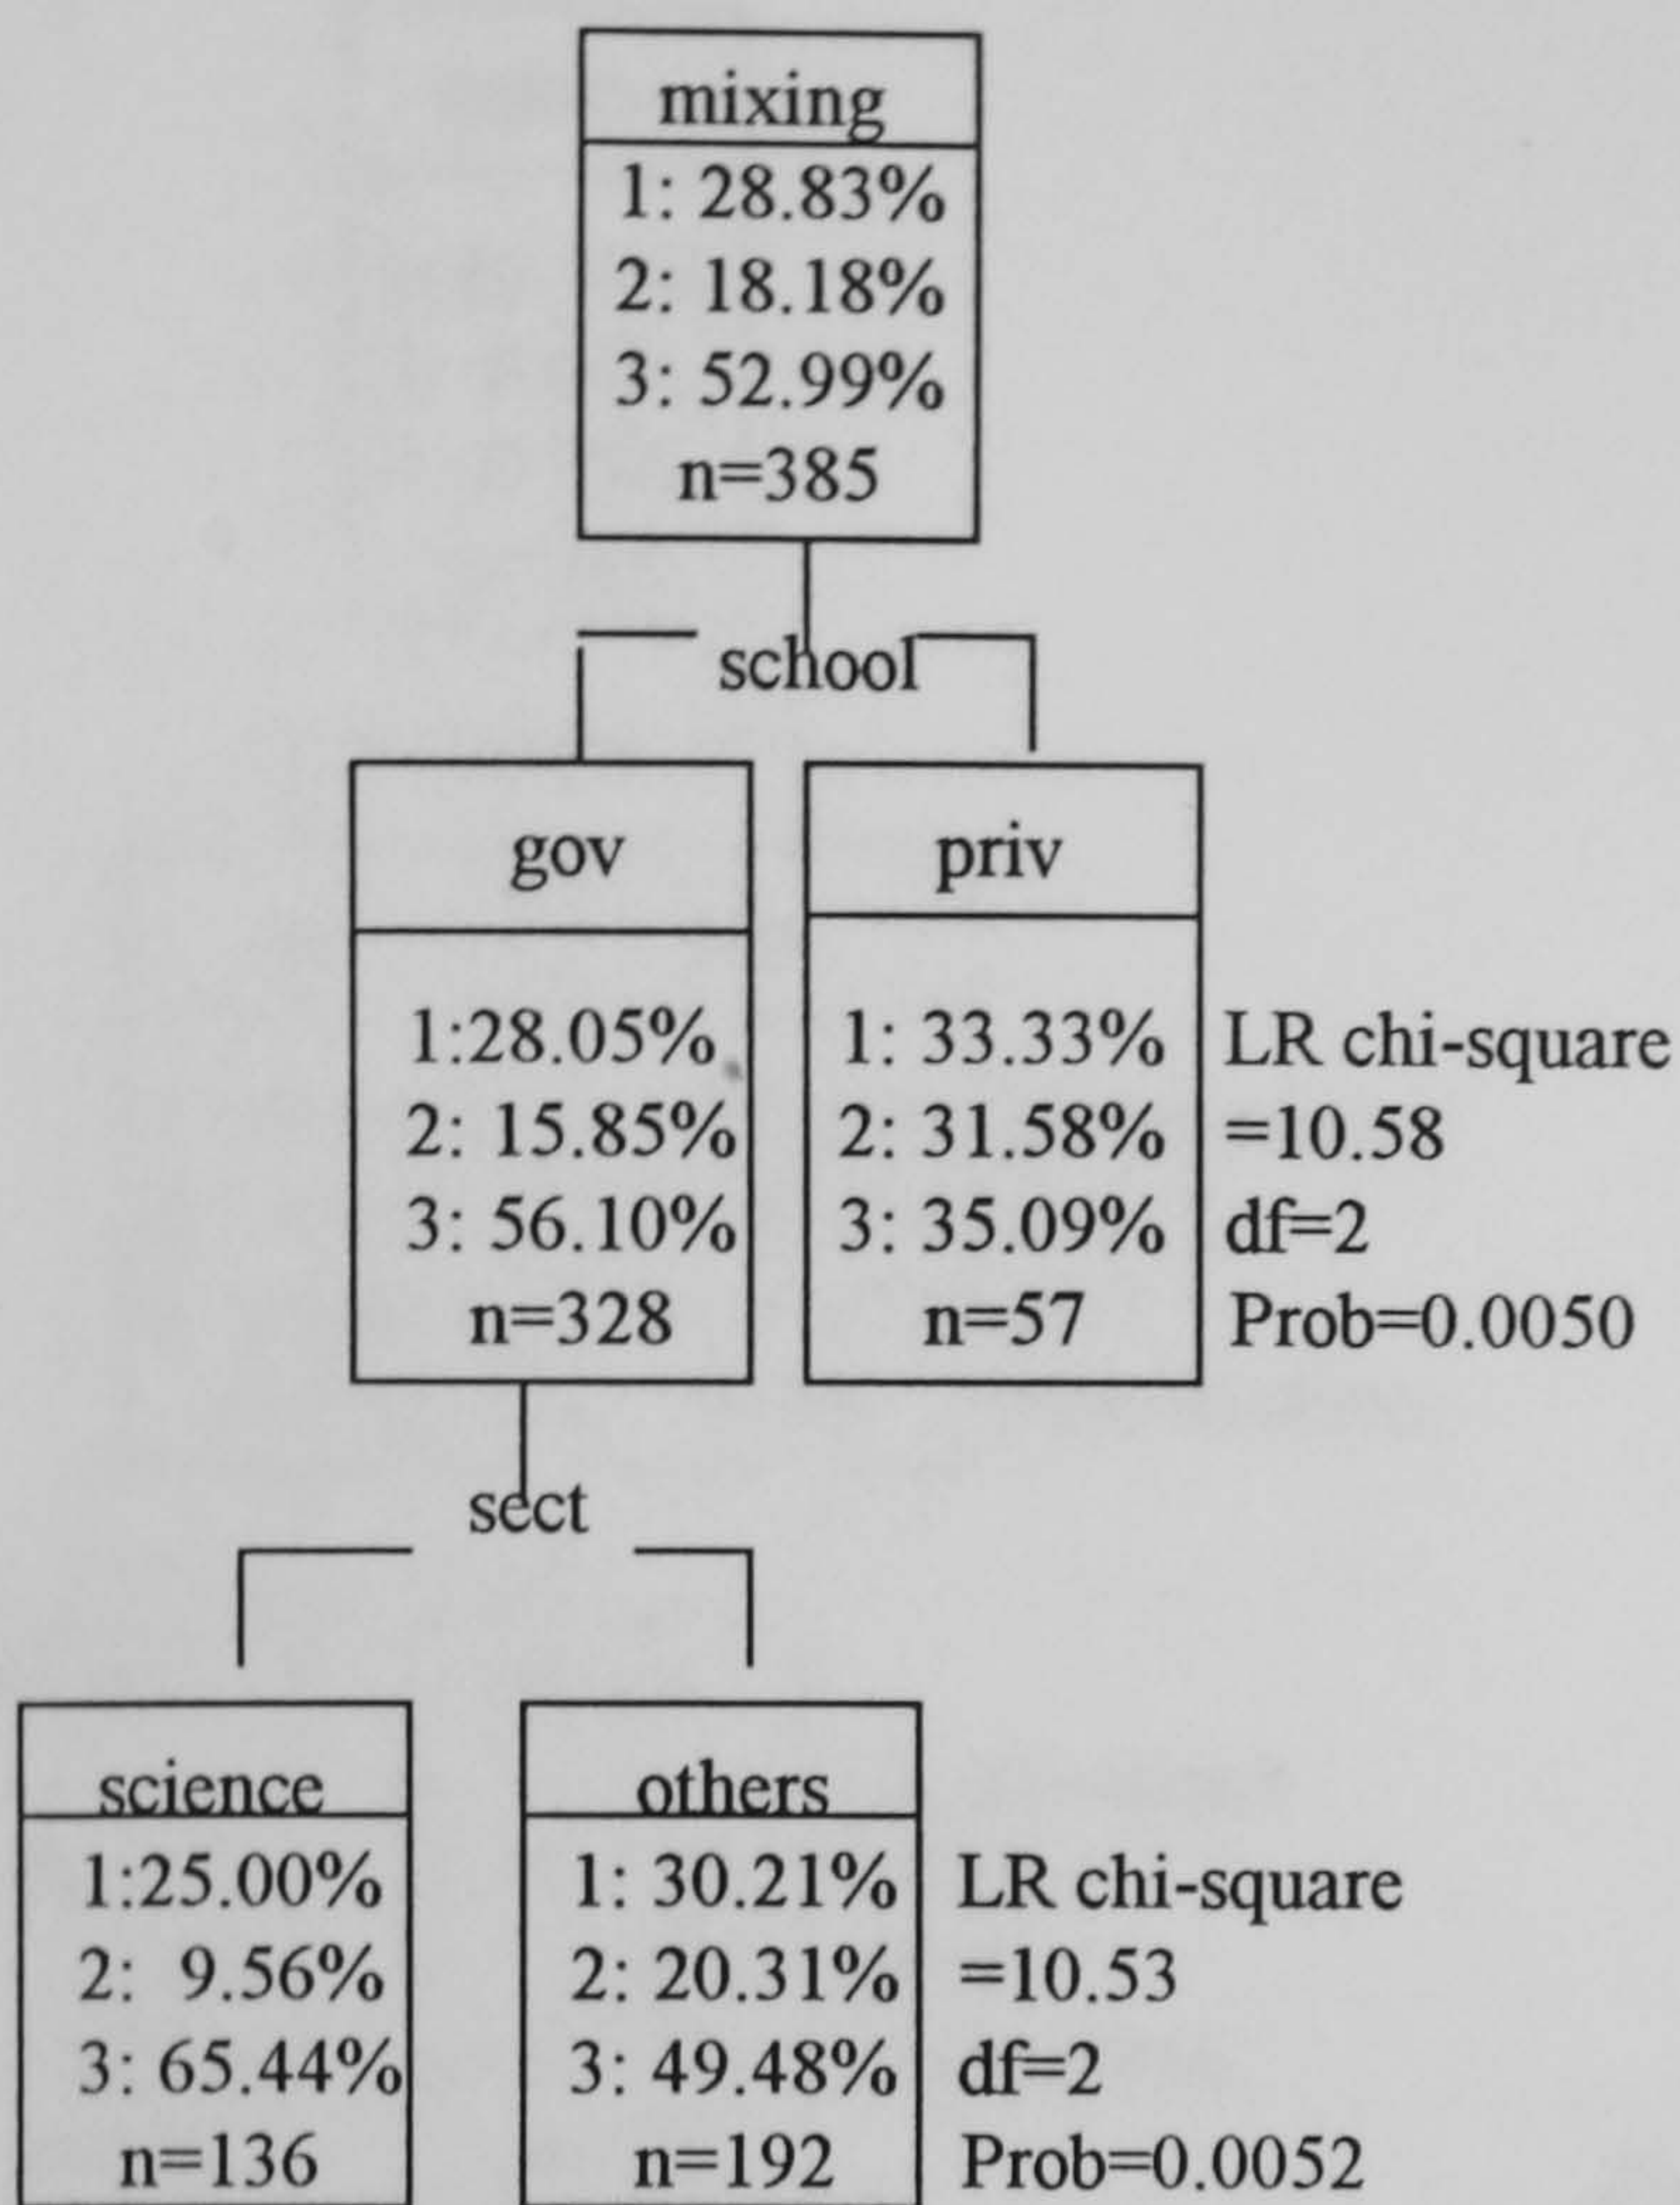 mixing
1: 28.83%
2: 18.18%
3: 52.99%
n=385
school
gov
1:28.05%
2: 15.85%
3: 56.10%
n=328
priv
1: 33.33%
2: 31.58%
3: 35.09%
n=57
LR chi-square
=10.58
df=2
Prob=0.0050
sect
science
1:25.00%
2: 9.56%
3: 65.44%
n=136
others
1: 30.21%
2: 20.31%
3: 49.48%
n=192
LR chi-square
=10.53
df=2
Prob=0.0052